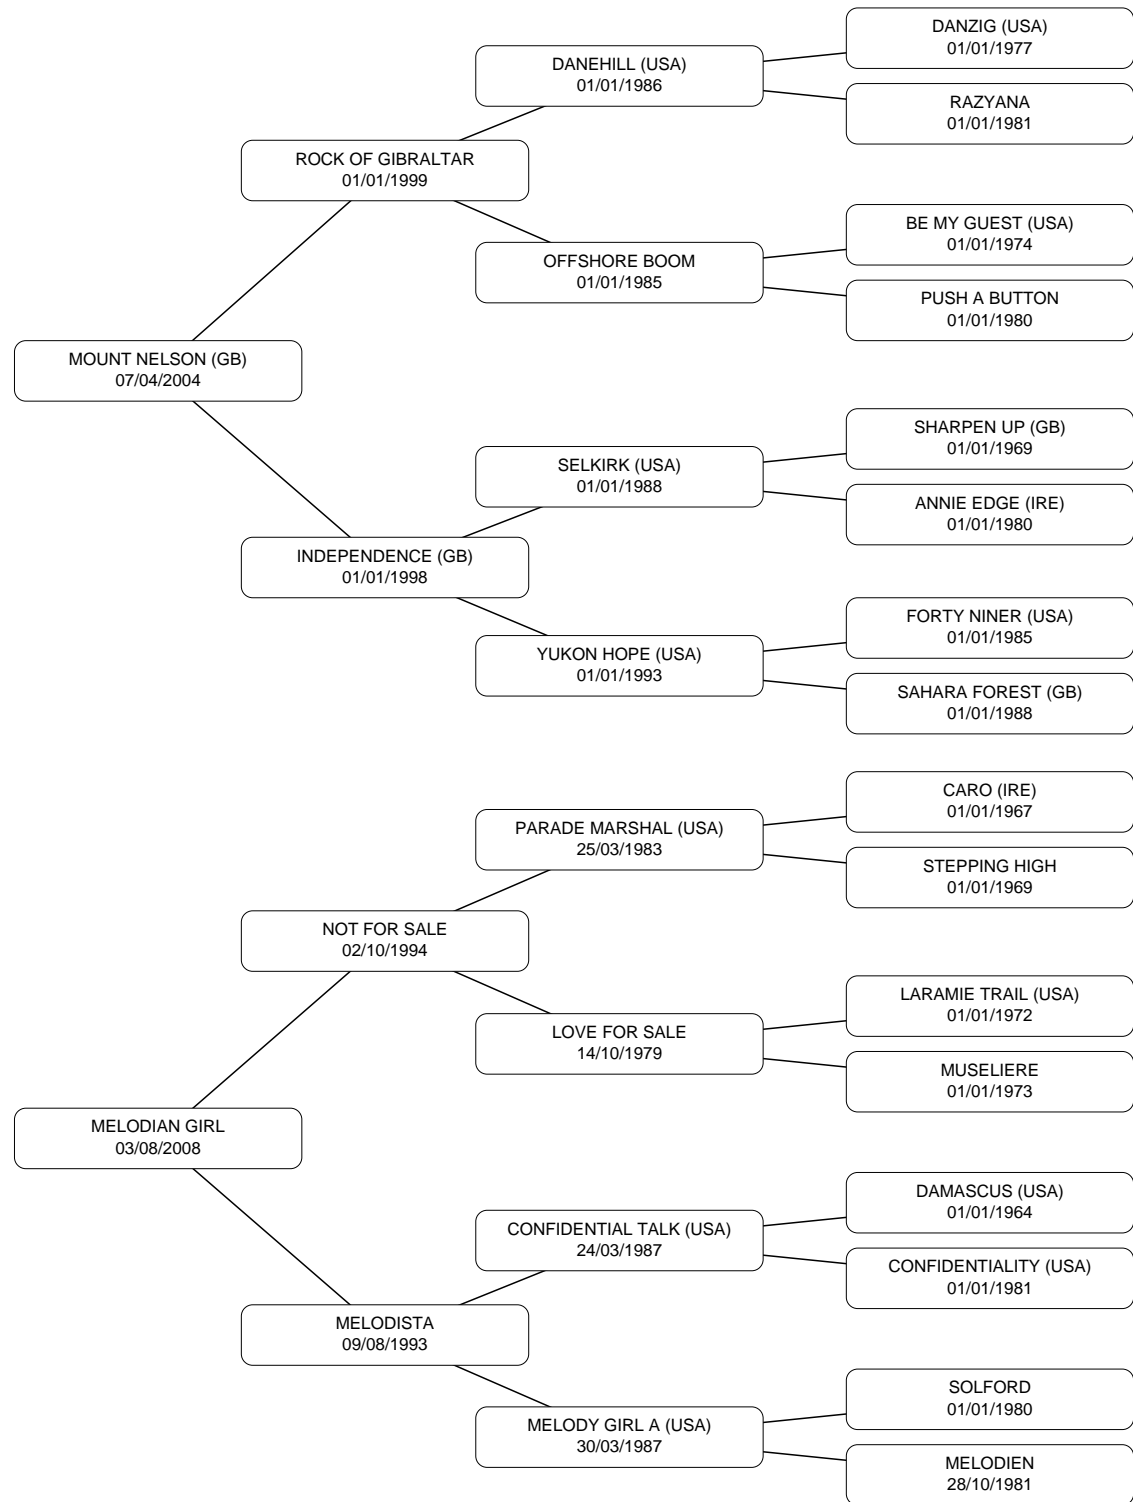 DANZIG (USA)
01/01/1977
DANEHILL (USA)
01/01/1986
RAZYANA
01/01/1981
ROCK OF GIBRALTAR
01/01/1999
BE MY GUEST (USA)
01/01/1974
OFFSHORE BOOM
01/01/1985
PUSH A BUTTON
01/01/1980
MOUNT NELSON (GB)
07/04/2004
SHARPEN UP (GB)
01/01/1969
SELKIRK (USA)
01/01/1988
ANNIE EDGE (IRE)
01/01/1980
INDEPENDENCE (GB)
01/01/1998
FORTY NINER (USA)
01/01/1985
YUKON HOPE (USA)
01/01/1993
SAHARA FOREST (GB)
01/01/1988
CARO (IRE)
01/01/1967
PARADE MARSHAL (USA)
25/03/1983
STEPPING HIGH
01/01/1969
NOT FOR SALE
02/10/1994
LARAMIE TRAIL (USA)
01/01/1972
LOVE FOR SALE
14/10/1979
MUSELIERE
01/01/1973
MELODIAN GIRL
03/08/2008
DAMASCUS (USA)
01/01/1964
CONFIDENTIAL TALK (USA)
24/03/1987
CONFIDENTIALITY (USA)
01/01/1981
MELODISTA
09/08/1993
SOLFORD
01/01/1980
MELODY GIRL A (USA)
30/03/1987
MELODIEN
28/10/1981